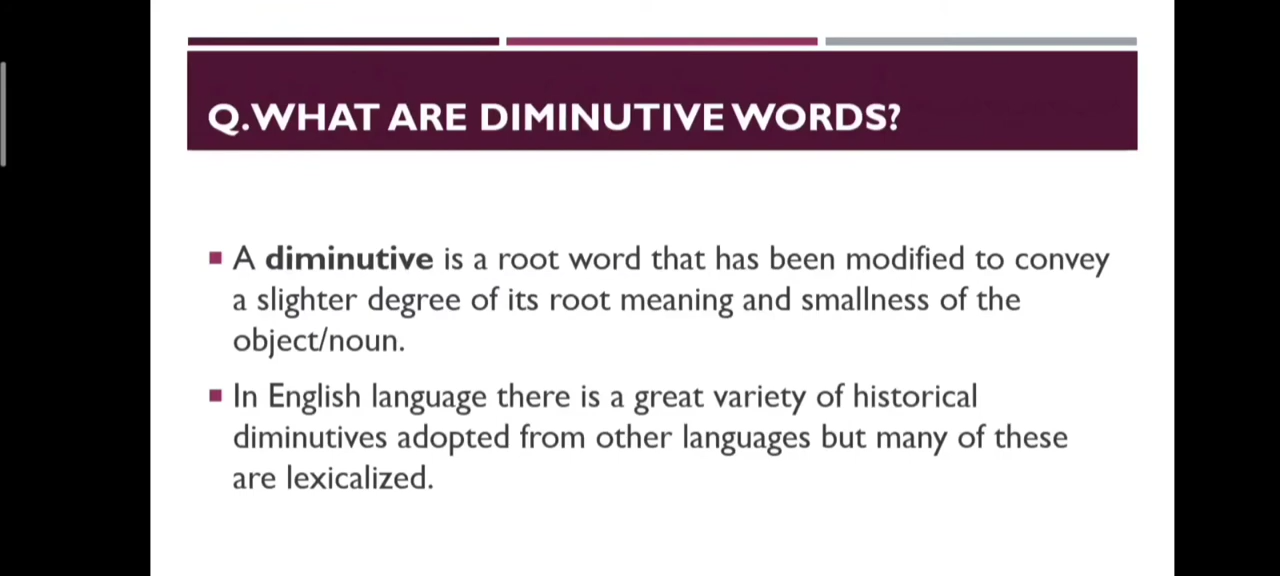 Q.WHAT ARE DIMINUTIVE WORDS?
A diminutive is a root word that has been modified to convey
a slighter degree of its root meaning and smallness of the
object/noun.
In English language there is a great variety of historical
diminutives adopted from other languages but many of these
are lexicalized.